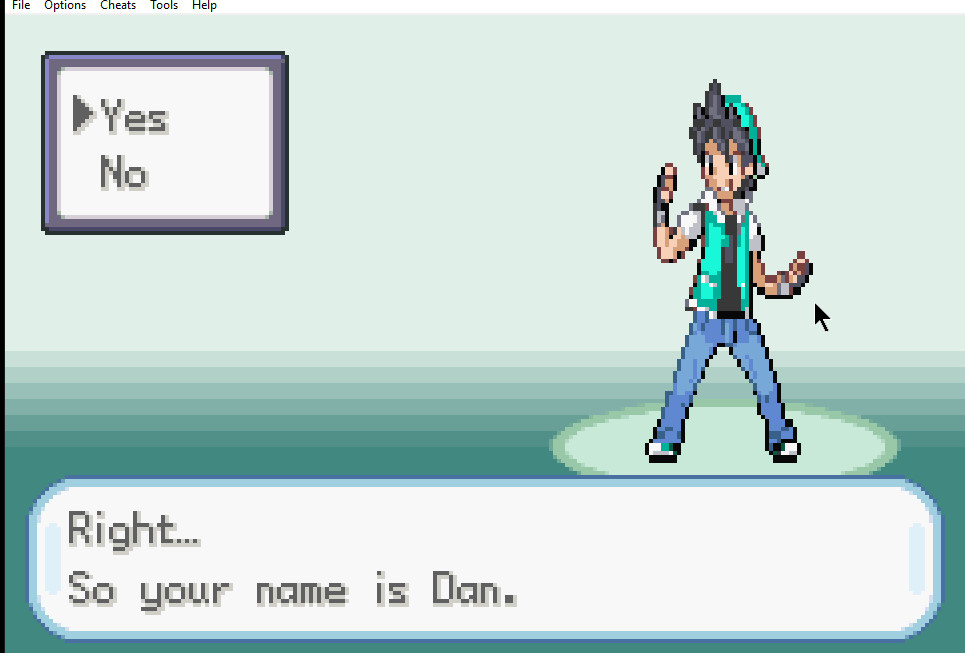 File Options Cheats Tools Help
Yes
No
Right…
So your name is Dan.